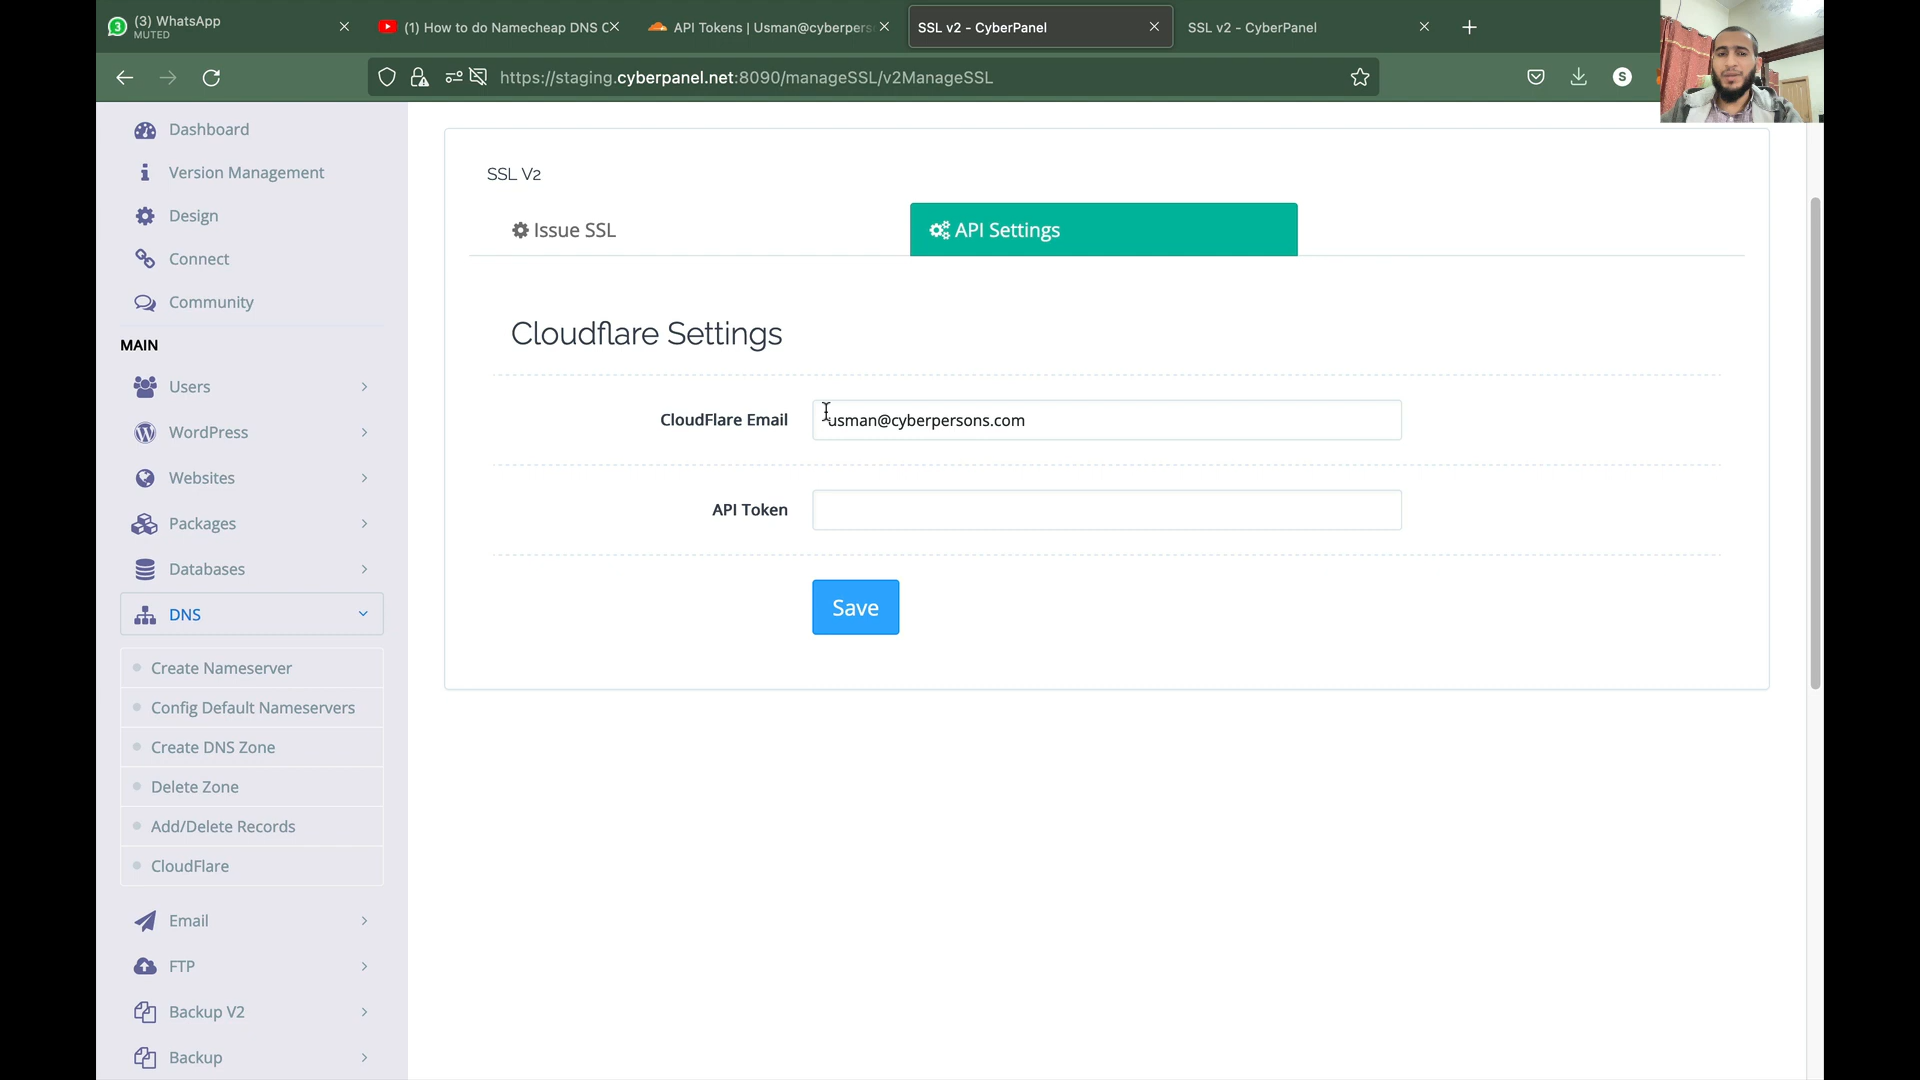 3
(3) WhatsApp
MUTED
(1) How to do Namecheap DNS C
API Tokens | Usman@cyberpers
SSL v2 - CyberPanel
SSL v2 - CyberPanel
https://staging.cyberpanel.net:8090/manageSSL/v2ManageSSL
S
Dashboard
Version Management
Design
Connect
Community
MAIN
Users
WordPress
Websites
Packages
Databases
DNS
Create Nameserver
Config Default Nameservers
Create DNS Zone
Delete Zone
Add/Delete Records
CloudFlare
Email
FTP
Backup V2
Backup
SSL V2
Issue SSL
API Settings
Cloudflare Settings
CloudFlare Email
usman@cyberpersons.com
API Token
Save